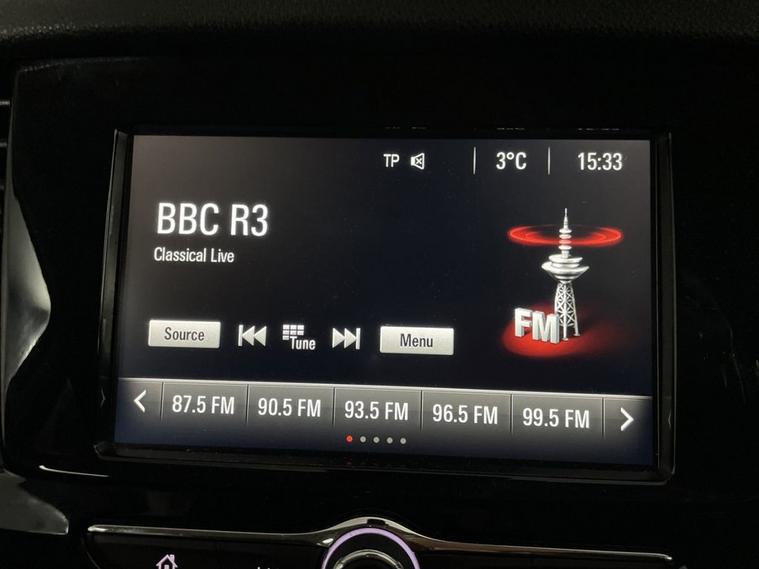 TP 3°C 15:33
BBC R3
Classical Live
FM
Source Tune Menu
87.5 FM 90.5 FM 93.5 FM 96.5 FM 99.5 FM